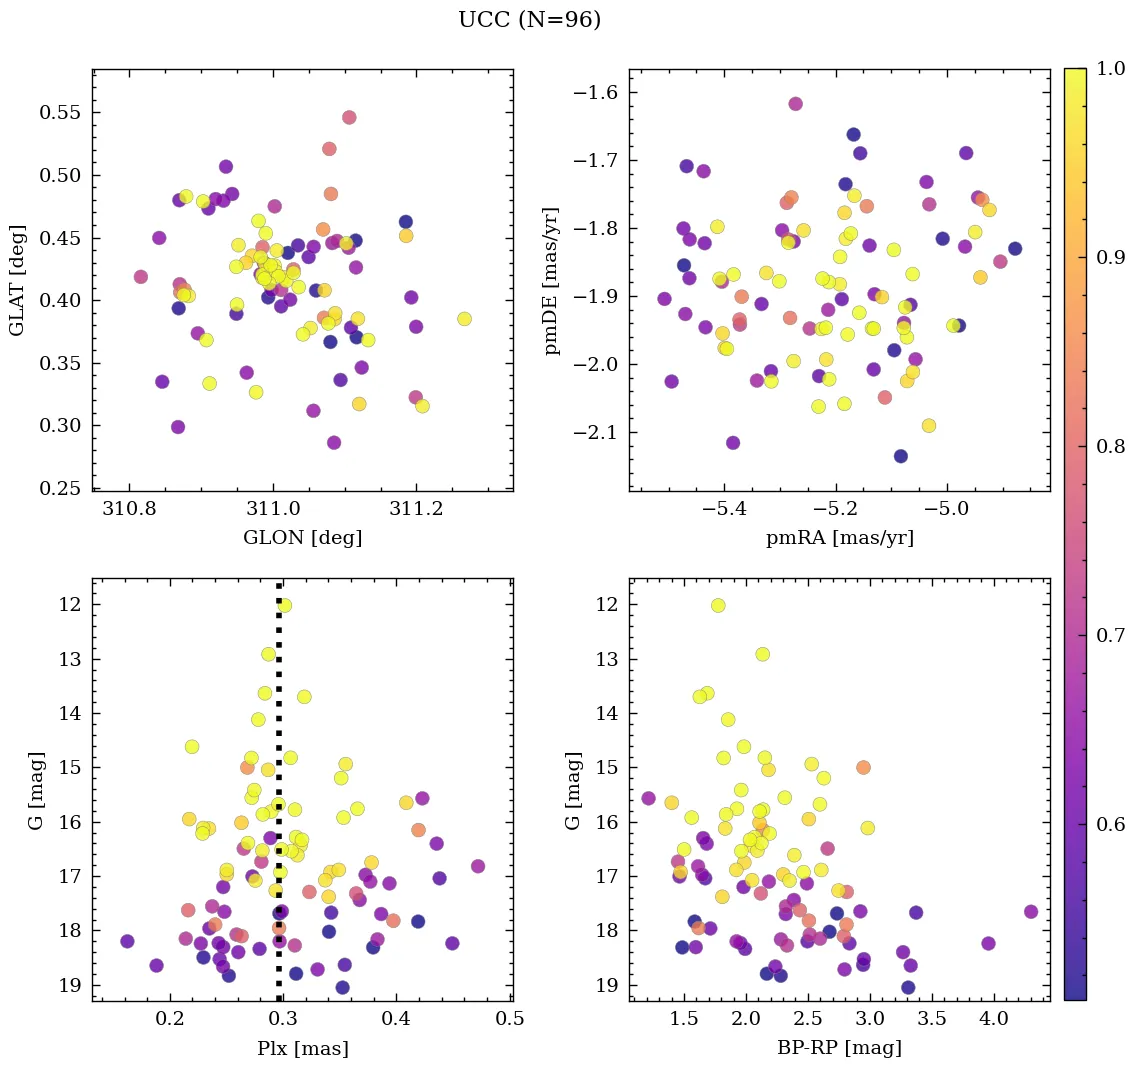 UCC (N=96)
0.55
0.50
0.45
0.40
0.35
0.30
0.25
GLAT [deg]
310.8 311.0 311.2
GLON [deg]
−1.6
−1.7
−1.8
−1.9
−2.0
−2.1
pmDE [mas/yr]
−5.4 −5.2 −5.0
pmRA [mas/yr]
12
13
14
15
16
17
18
19
G [mag]
0.2 0.3 0.4 0.5
Plx [mas]
12
13
14
15
16
17
18
19
G [mag]
1.5 2.0 2.5 3.0 3.5 4.0
BP-RP [mag]
1.0
0.9
0.8
0.7
0.6